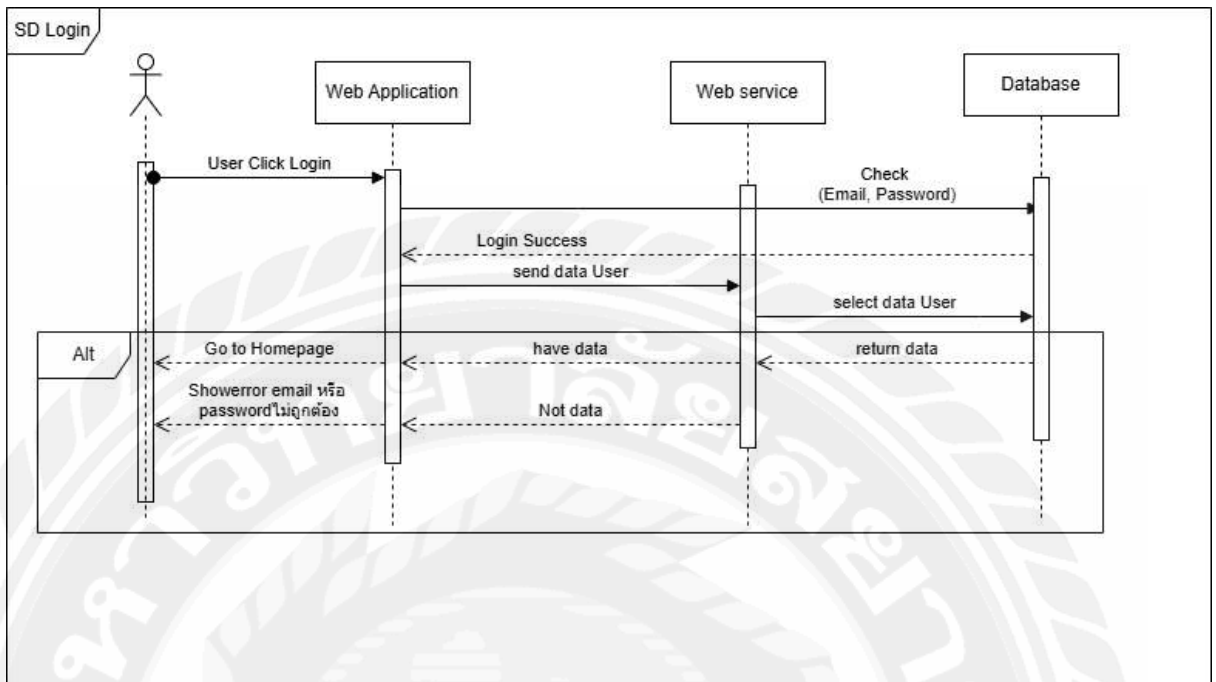 SD Login
Web Application
Web service
Database
User Click Login
Check
(Email, Password)
Login Success
send data User
select data User
Alt
Go to Homepage
have data
return data
Showerror email หรือ
passwordไม่ถูกต้อง
Not data